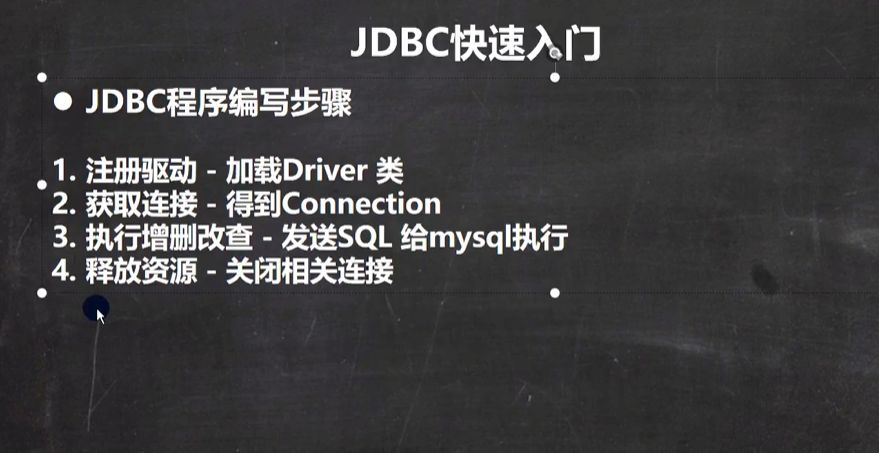 JDBC快速入门
● JDBC程序编写步骤
1. 注册驱动 - 加载Driver 类
2. 获取连接 - 得到Connection
3. 执行增删改查 - 发送SQL 给mysql执行
4. 释放资源 - 关闭相关连接